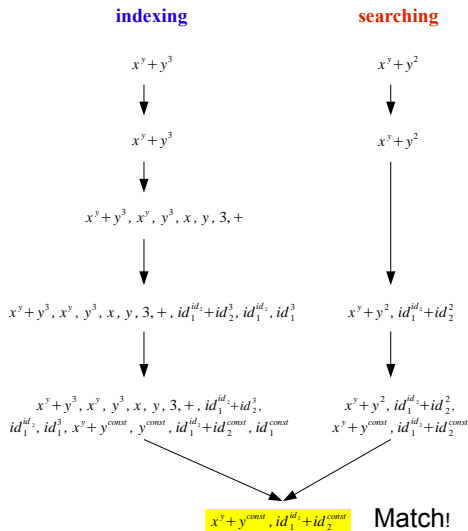 indexing searching
x^y + y^3 x^y + y^2
x^y + y^3 x^y + y^2
x^y + y^3, x^y, y^3, x, y, 3, +
x^y + y^3, x^y, y^3, x, y, 3, +, id_1^{id_2} + id_2^3, id_1^{id_2}, id_1^3 x^y + y^2, id_1^{id_2} + id_2^2
x^y + y^3, x^y, y^3, x, y, 3, +, id_1^{id_2} + id_2^3, x^y + y^2, id_1^{id_2} + id_2^2,
id_1^{id_2}, id_1^3, x^y + y^{const}, y^{const}, id_1^{id_2} + id_2^{const}, id_1^{const} x^y + y^{const}, id_1^{id_2} + id_2^{const}
x^y + y^{const}, id_1^{id_2} + id_2^{const} Match!